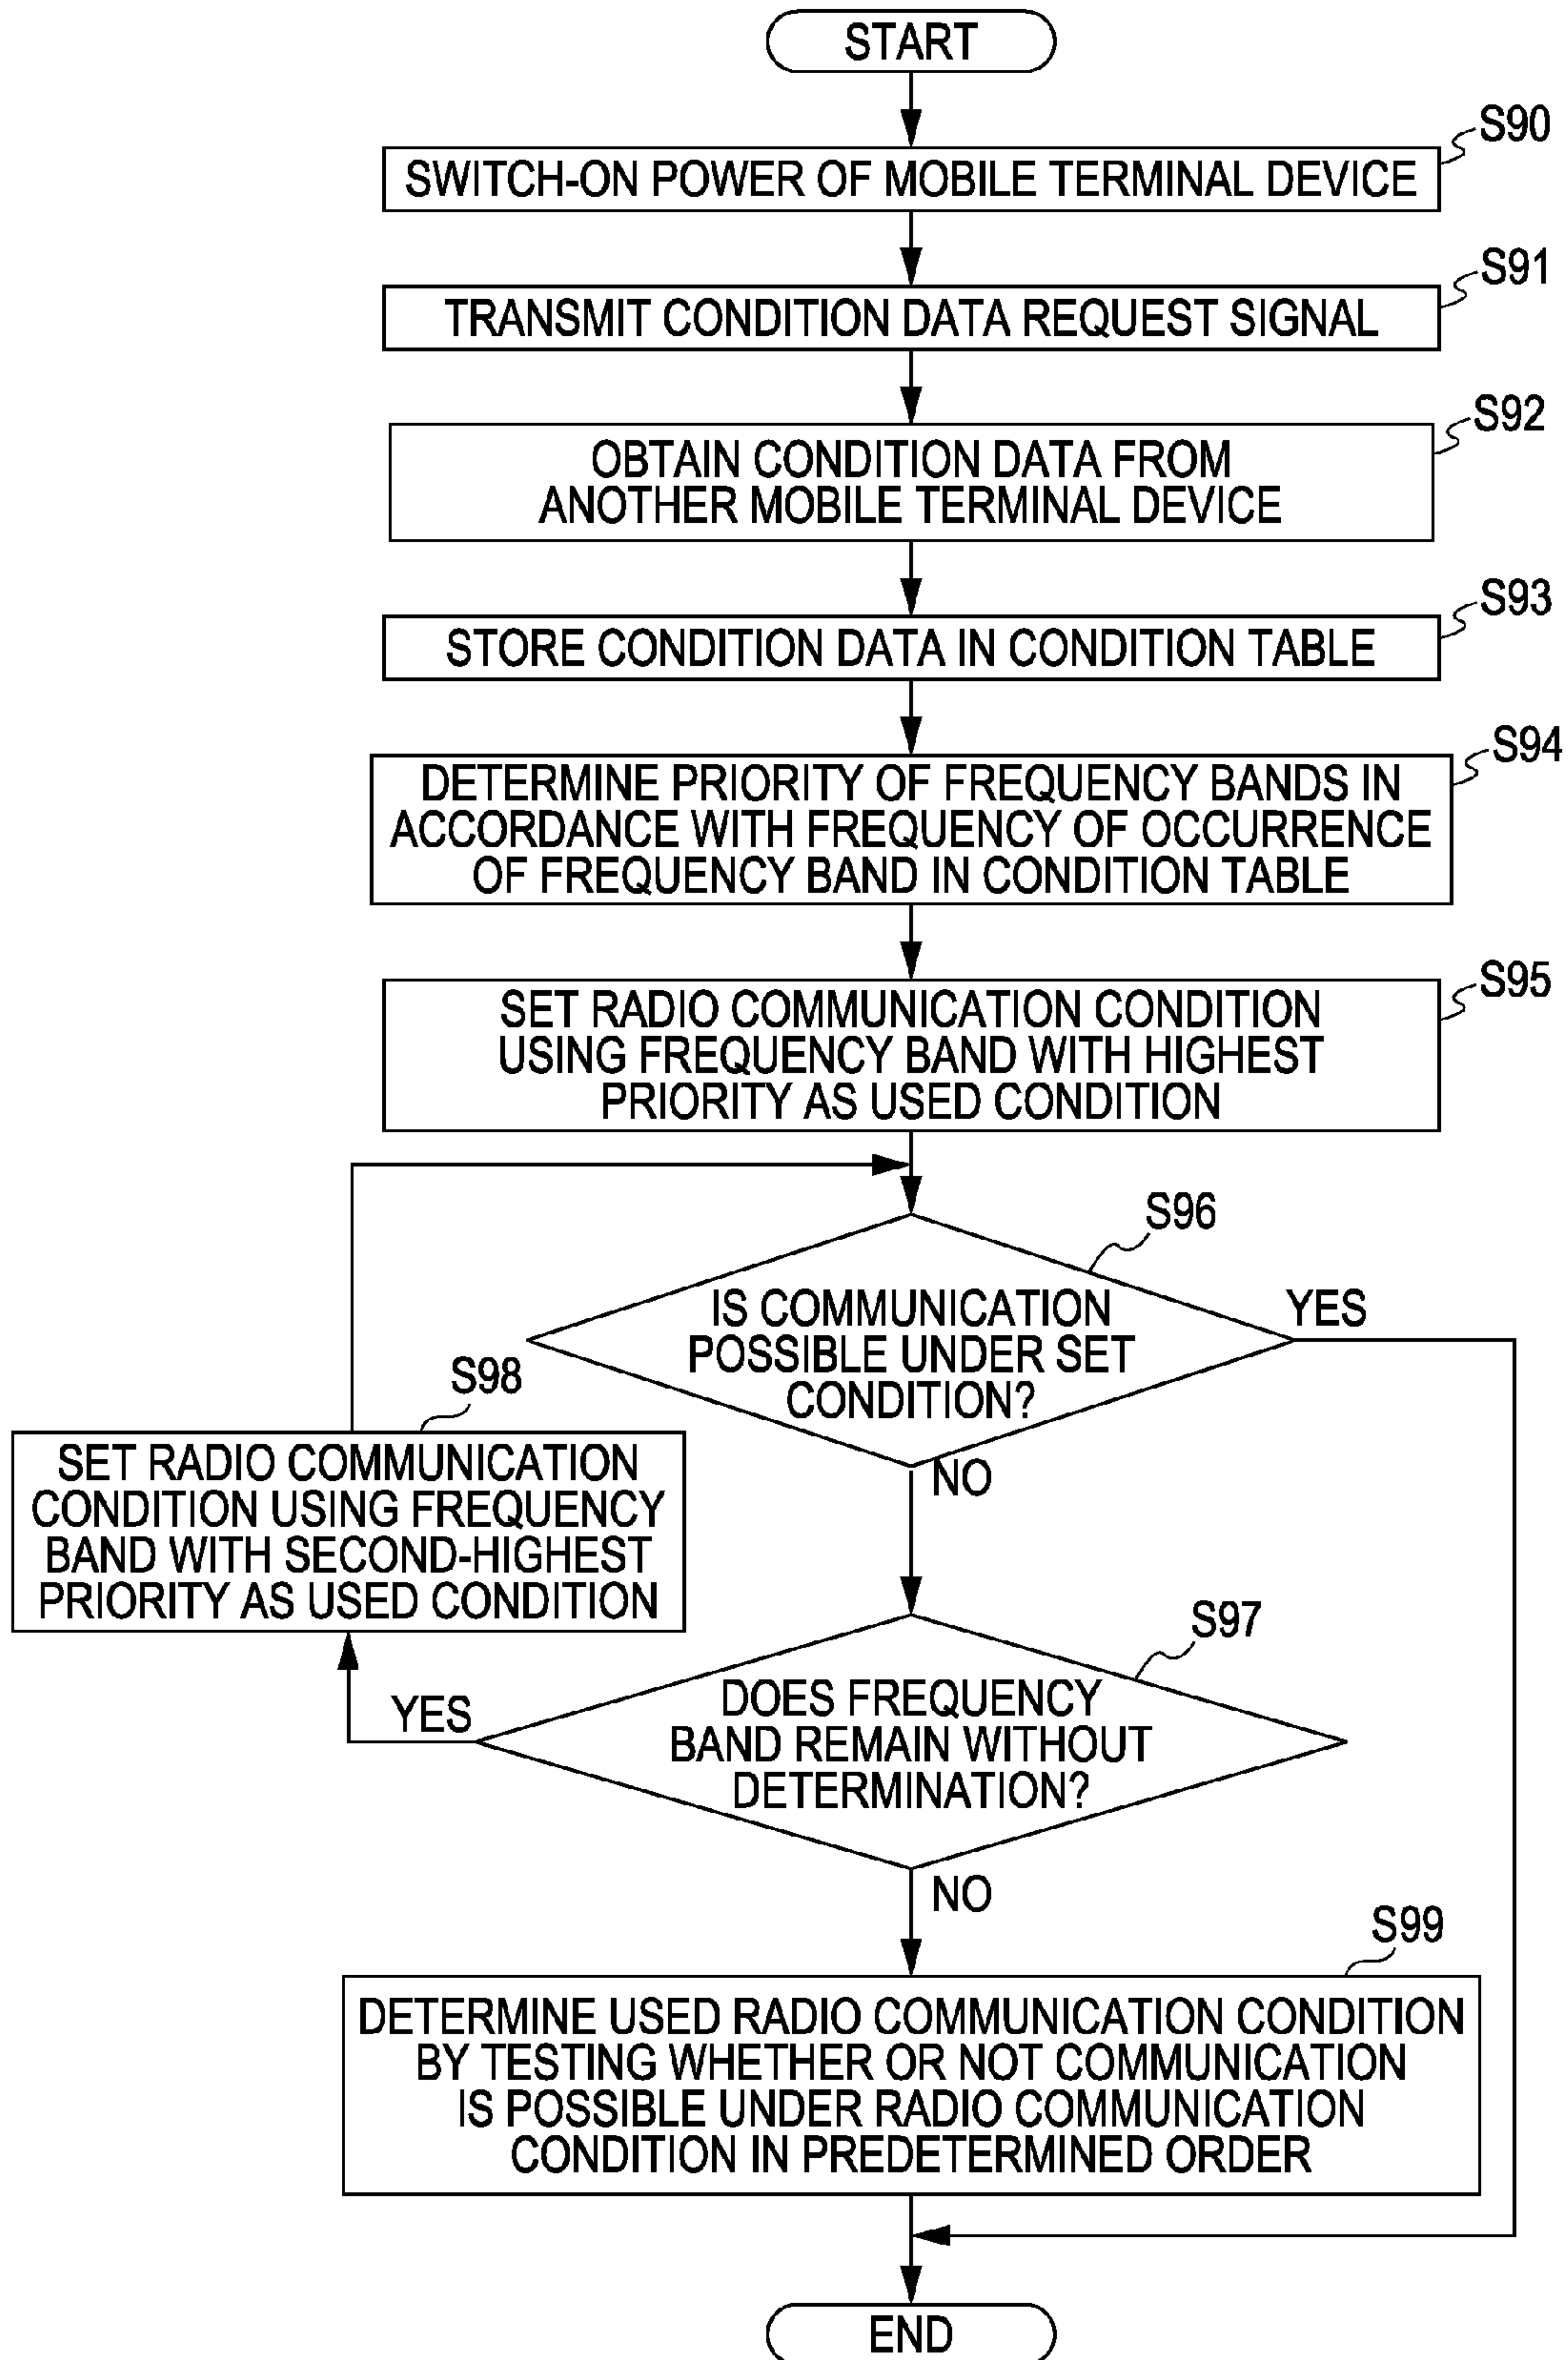 START
S90
SWITCH-ON POWER OF MOBILE TERMINAL DEVICE
S91
TRANSMIT CONDITION DATA REQUEST SIGNAL
S92
OBTAIN CONDITION DATA FROM
ANOTHER MOBILE TERMINAL DEVICE
S93
STORE CONDITION DATA IN CONDITION TABLE
S94
DETERMINE PRIORITY OF FREQUENCY BANDS IN
ACCORDANCE WITH FREQUENCY OF OCCURRENCE
OF FREQUENCY BAND IN CONDITION TABLE
S95
SET RADIO COMMUNICATION CONDITION
USING FREQUENCY BAND WITH HIGHEST
PRIORITY AS USED CONDITION
S96
IS COMMUNICATION
POSSIBLE UNDER SET
CONDITION?
YES
NO
S98
SET RADIO COMMUNICATION
CONDITION USING FREQUENCY
BAND WITH SECOND-HIGHEST
PRIORITY AS USED CONDITION
S97
DOES FREQUENCY
BAND REMAIN WITHOUT
DETERMINATION?
YES
NO
S99
DETERMINE USED RADIO COMMUNICATION CONDITION
BY TESTING WHETHER OR NOT COMMUNICATION
IS POSSIBLE UNDER RADIO COMMUNICATION
CONDITION IN PREDETERMINED ORDER
END